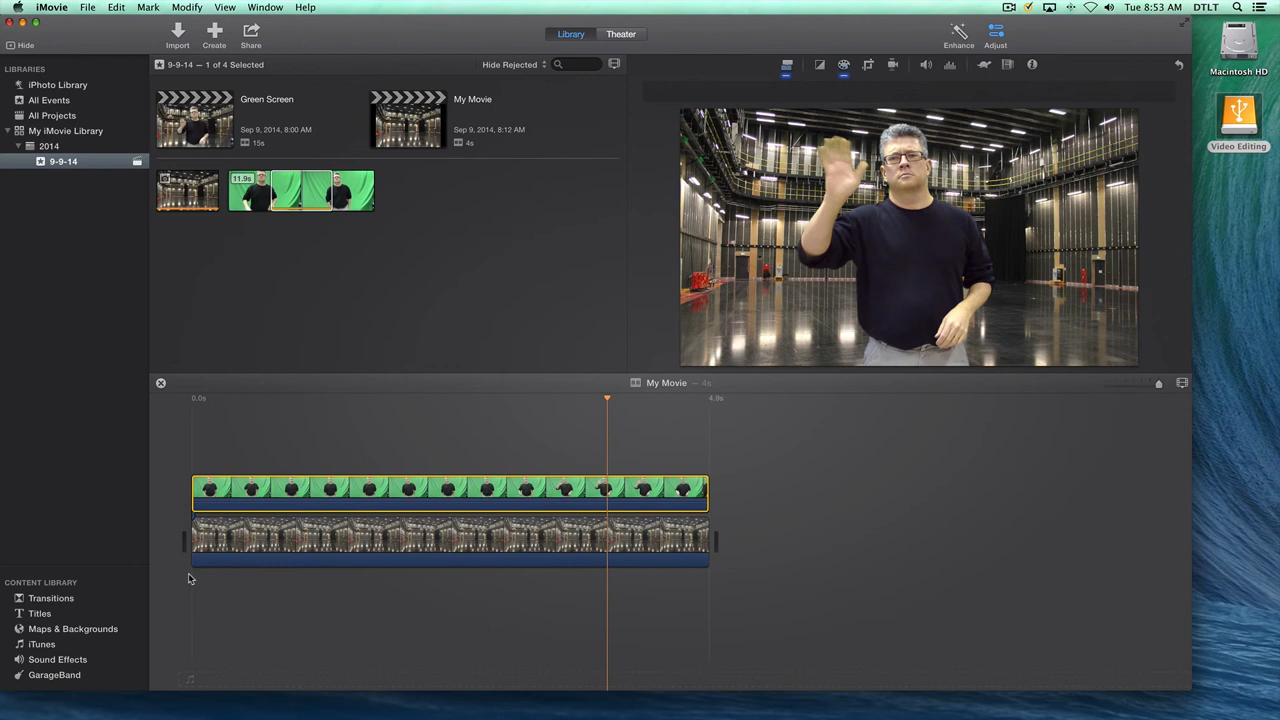 iMovie File Edit Mark Modify View Window Help Tue 8:53 AM DTLT
Hide Import Create Share Library Theater Enhance Adjust
LIBRARIES
iPhoto Library
All Events
All Projects
My iMovie Library
2014
9-9-14
9-9-14 — 1 of 4 Selected Hide Rejected
Green Screen
Sep 9, 2014, 8:00 AM
15s
My Movie
Sep 9, 2014, 8:12 AM
4s
11.9s
Macintosh HD
Video Editing
My Movie — 4s
0.0s 4.9s
CONTENT LIBRARY
Transitions
Titles
Maps & Backgrounds
iTunes
Sound Effects
GarageBand